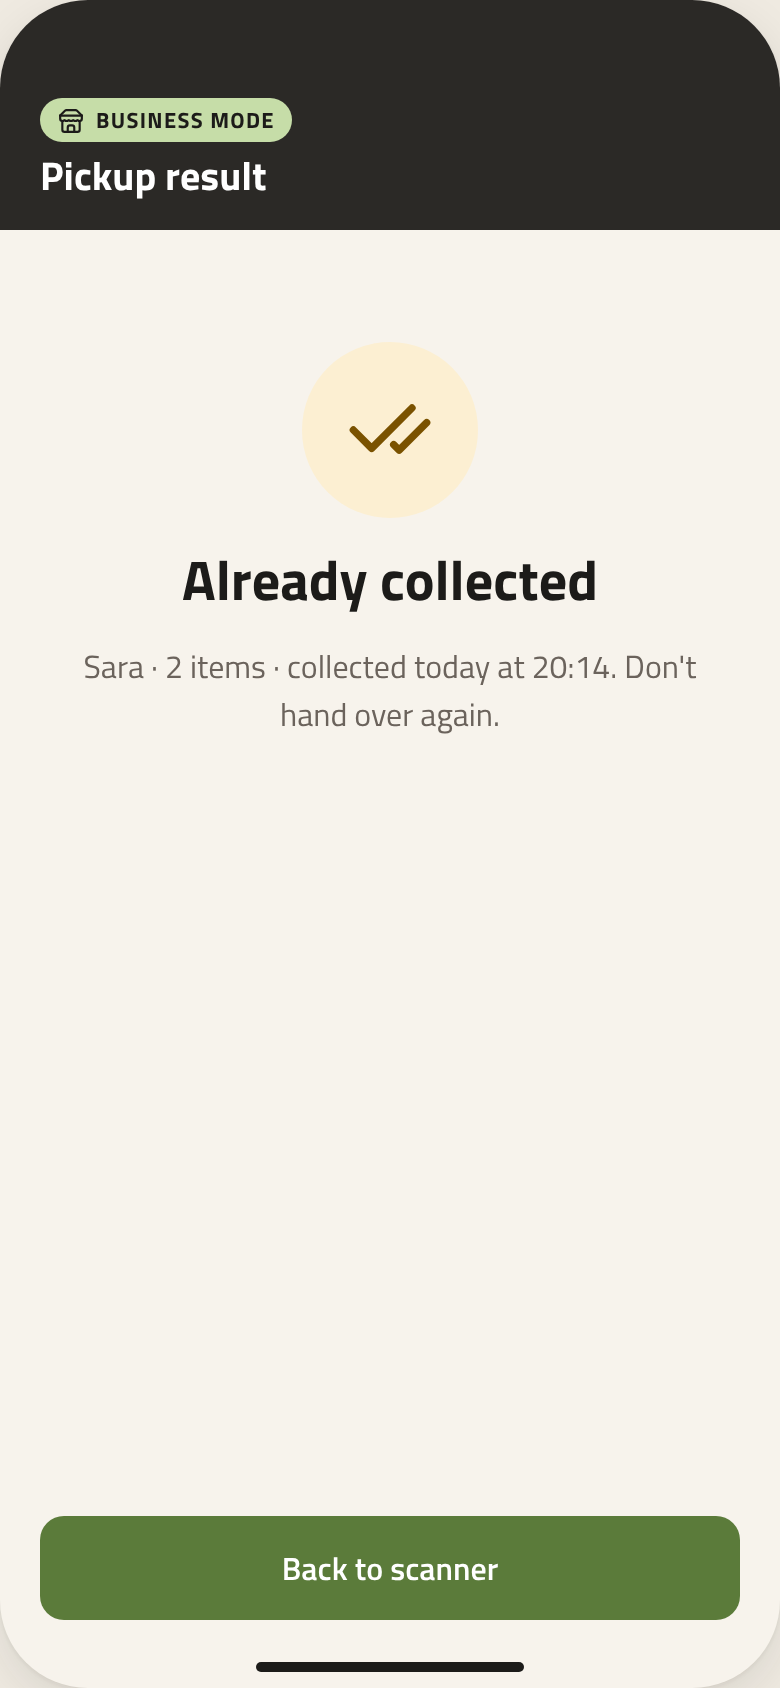 BUSINESS MODE
Pickup result
Already collected
Sara · 2 items · collected today at 20:14. Don't
hand over again.
Back to scanner